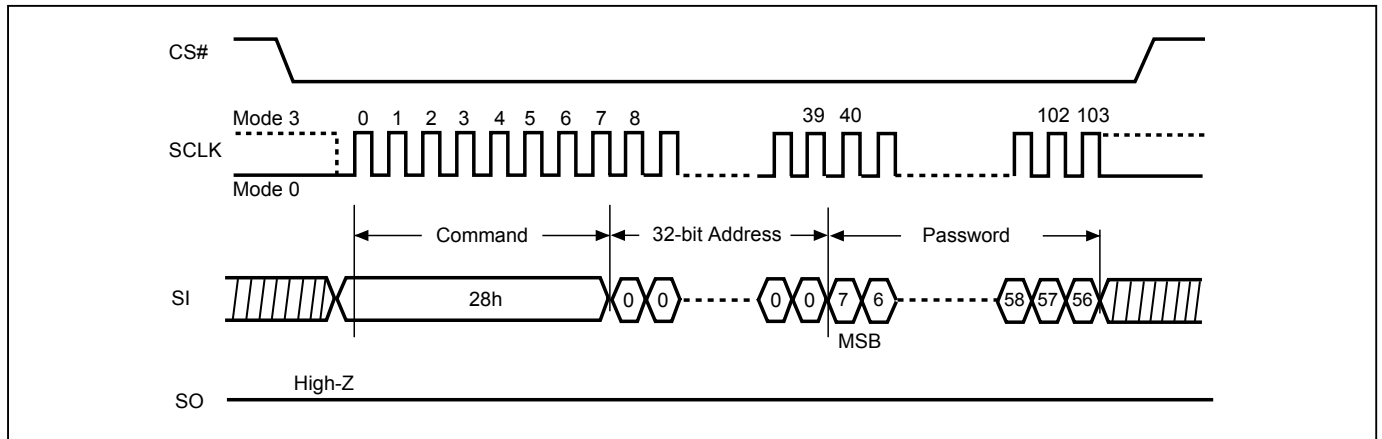 CS#
Mode 3 0 1 2 3 4 5 6 7 8 39 40 102 103
SCLK
Mode 0
Command 32-bit Address Password
SI 28h 0 0 0 0 7 6 58 57 56
MSB
High-Z
SO